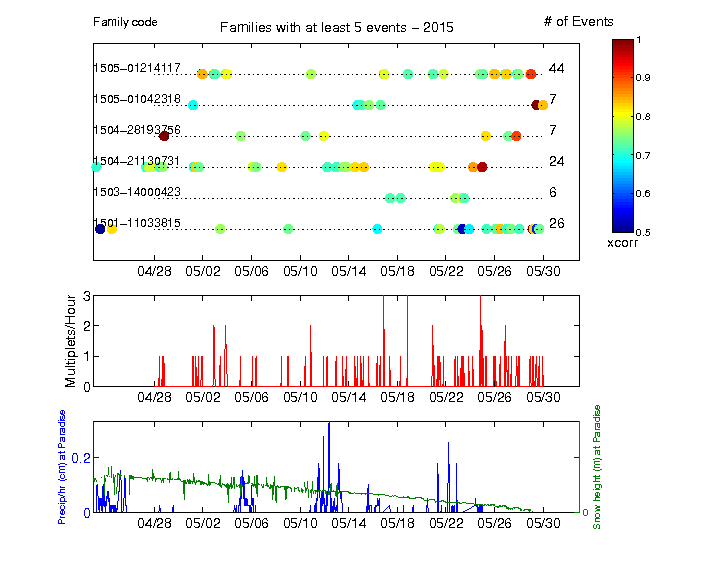 Family code
Families with at least 5 events − 2015
# of Events
1505−01214117
44
1505−01042318
7
1504−28193756
7
1504−21130731
24
1503−14000423
6
1501−11033815
26
04/28 05/02 05/06 05/10 05/14 05/18 05/22 05/26 05/30
1
0.9
0.8
0.7
0.6
0.5
xcorr
Multiplets/Hour
3
2
1
0
04/28 05/02 05/06 05/10 05/14 05/18 05/22 05/26 05/30
Precip/hr (cm) at Paradise
0.2
0
0
Snow height (m) at Paradise
04/28 05/02 05/06 05/10 05/14 05/18 05/22 05/26 05/30